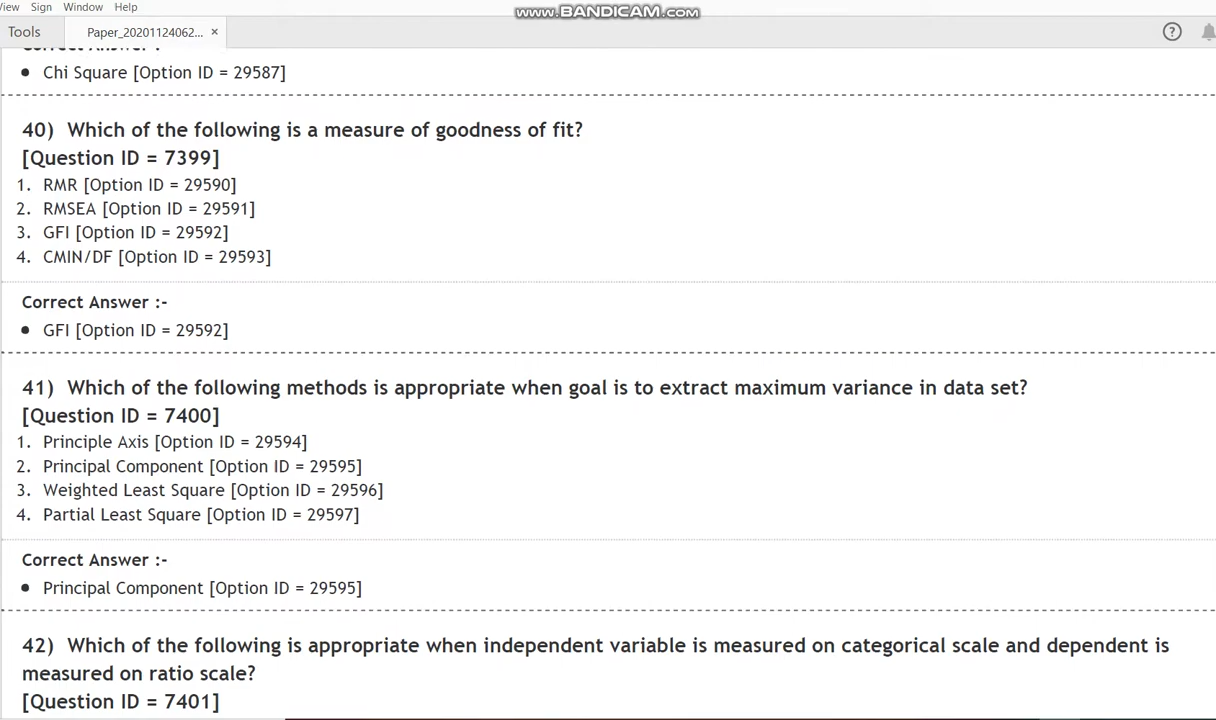 View Sign Window Help
www.BANDICAM.com
Tools Paper_20201124062... ×
?
Correct Answer :-
• Chi Square [Option ID = 29587]
40) Which of the following is a measure of goodness of fit?
[Question ID = 7399]
1. RMR [Option ID = 29590]
2. RMSEA [Option ID = 29591]
3. GFI [Option ID = 29592]
4. CMIN/DF [Option ID = 29593]
Correct Answer :-
• GFI [Option ID = 29592]
41) Which of the following methods is appropriate when goal is to extract maximum variance in data set?
[Question ID = 7400]
1. Principle Axis [Option ID = 29594]
2. Principal Component [Option ID = 29595]
3. Weighted Least Square [Option ID = 29596]
4. Partial Least Square [Option ID = 29597]
Correct Answer :-
• Principal Component [Option ID = 29595]
42) Which of the following is appropriate when independent variable is measured on categorical scale and dependent is
measured on ratio scale?
[Question ID = 7401]